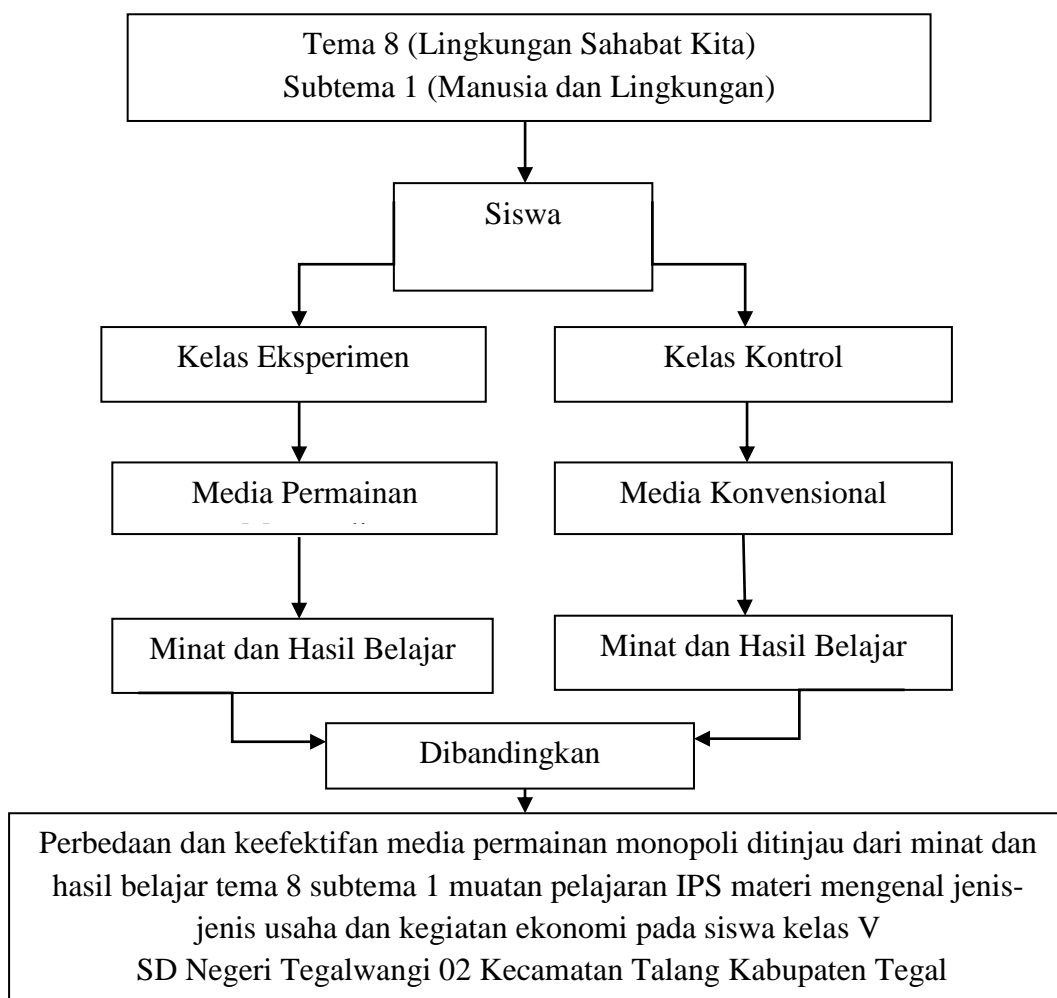 Tema 8 (Lingkungan Sahabat Kita)
Subtema 1 (Manusia dan Lingkungan)
Siswa
Kelas Eksperimen
Kelas Kontrol
Media Permainan
Media Konvensional
Minat dan Hasil Belajar
Minat dan Hasil Belajar
Dibandingkan
Perbedaan dan keefektifan media permainan monopoli ditinjau dari minat dan
hasil belajar tema 8 subtema 1 muatan pelajaran IPS materi mengenal jenis-
jenis usaha dan kegiatan ekonomi pada siswa kelas V
SD Negeri Tegalwangi 02 Kecamatan Talang Kabupaten Tegal